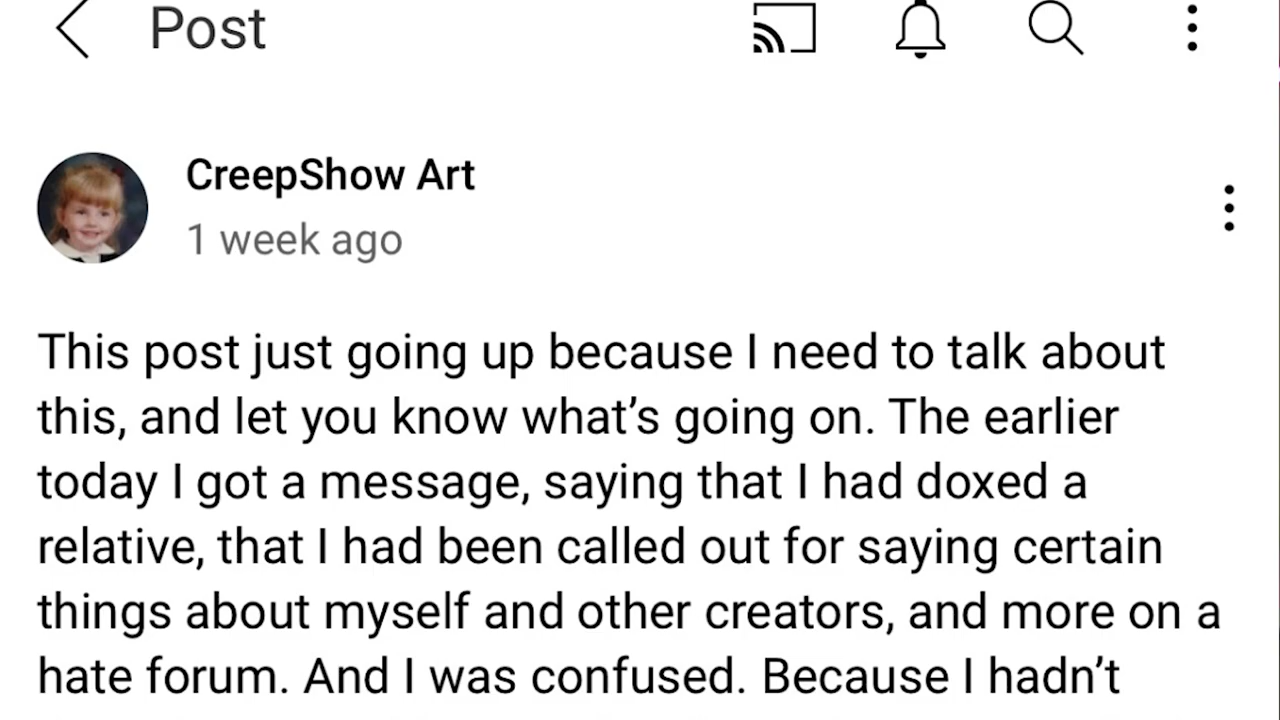 Post
CreepShow Art
1 week ago
This post just going up because I need to talk about
this, and let you know what’s going on. The earlier
today I got a message, saying that I had doxed a
relative, that I had been called out for saying certain
things about myself and other creators, and more on a
hate forum. And I was confused. Because I hadn’t